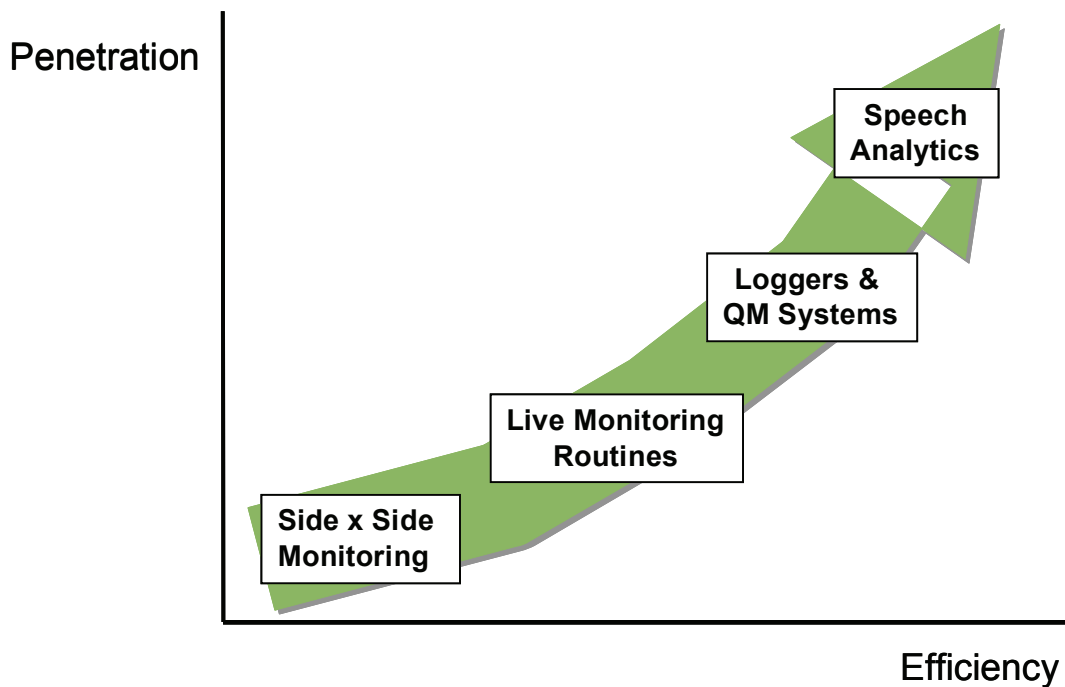 Penetration
Speech
Analytics
Loggers &
QM Systems
Live Monitoring
Routines
Side x Side
Monitoring
Efficiency